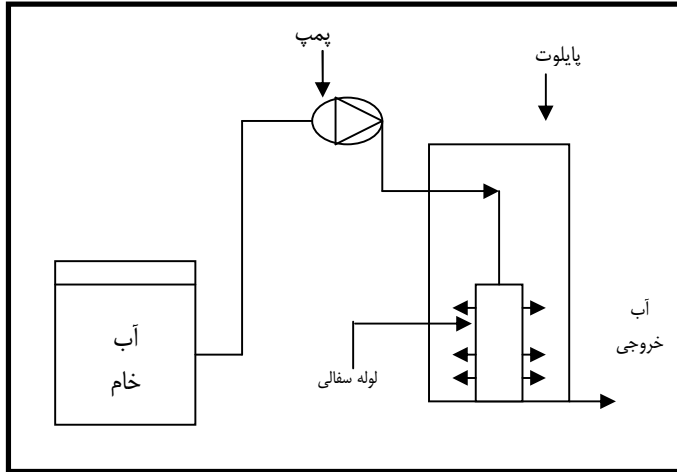 پمپ
پایلوت
آب
خام
لوله سفالی
آب
خروجی